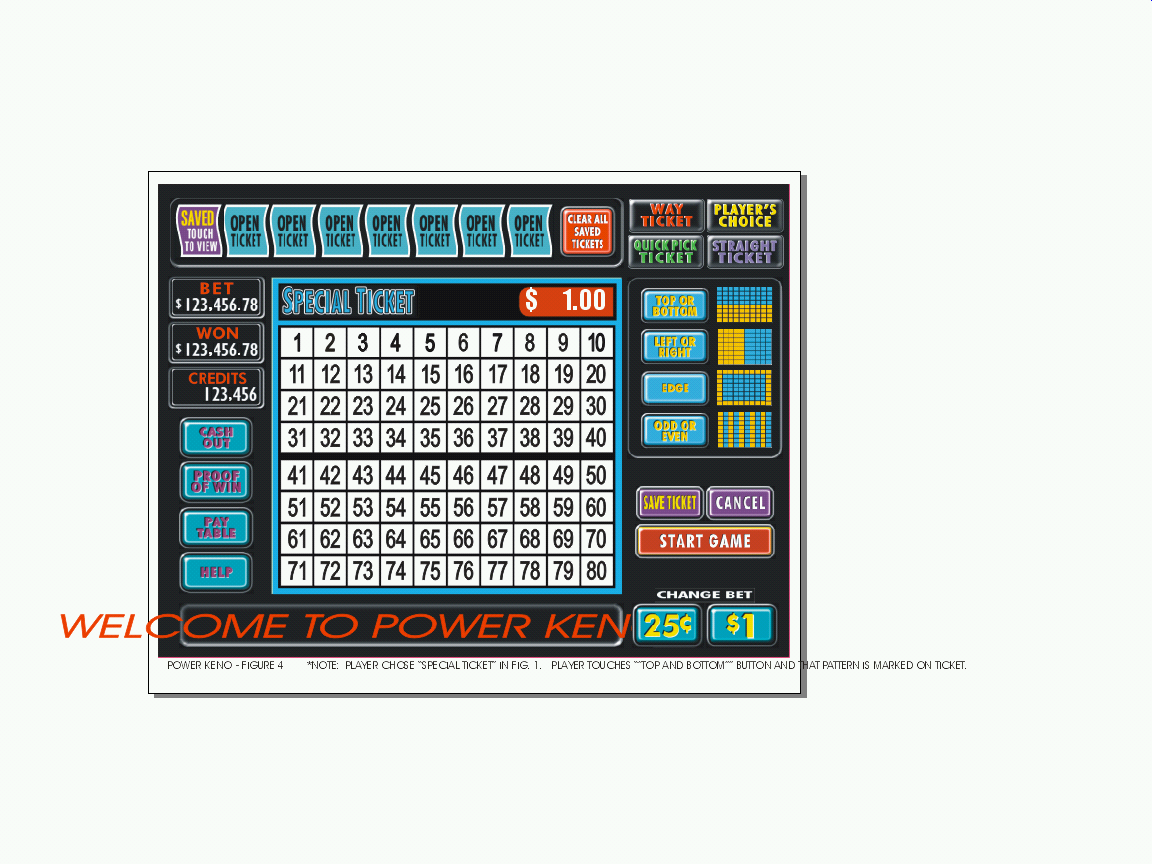 SAVED
TOUCH
TO VIEW
OPEN
TICKET
OPEN
TICKET
OPEN
TICKET
OPEN
TICKET
OPEN
TICKET
OPEN
TICKET
OPEN
TICKET
CLEAR ALL
SAVED
TICKETS
WAY
TICKET
PLAYER'S
CHOICE
QUICK PICK
TICKET
STRAIGHT
TICKET
BET
$123,456.78
WON
$123,456.78
CREDITS
123,456
CASH
OUT
PROOF
OF WIN
PAY
TABLE
HELP
SPECIAL TICKET $ 1.00
1 2 3 4 5 6 7 8 9 10
11 12 13 14 15 16 17 18 19 20
21 22 23 24 25 26 27 28 29 30
31 32 33 34 35 36 37 38 39 40
41 42 43 44 45 46 47 48 49 50
51 52 53 54 55 56 57 58 59 60
61 62 63 64 65 66 67 68 69 70
71 72 73 74 75 76 77 78 79 80
TOP OR
BOTTOM
LEFT OR
RIGHT
EDGE
ODD OR
EVEN
SAVE TICKET
CANCEL
START GAME
CHANGE BET
25¢
$1
WELCOME TO POWER KEN
POWER KENO - FIGURE 4 *NOTE: PLAYER CHOSE "SPECIAL TICKET" IN FIG. 1. PLAYER TOUCHES ""TOP AND BOTTOM"" BUTTON AND THAT PATTERN IS MARKED ON TICKET.